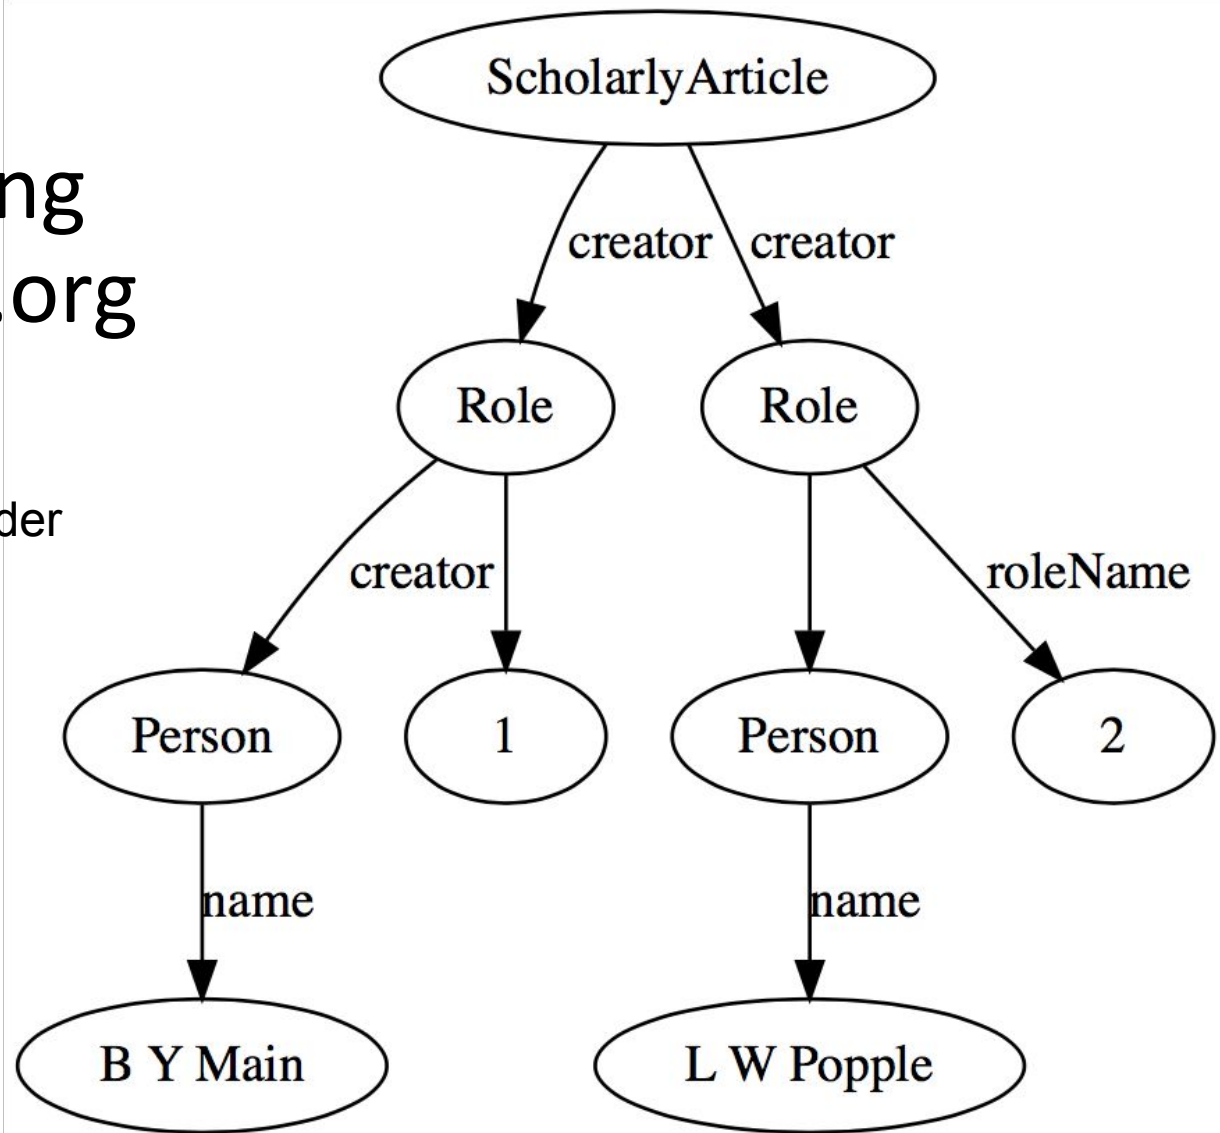 ScholarlyArticle
ng
.org
creator creator
Role Role
der
creator roleName
Person 1 Person 2
name name
B Y Main L W Popple